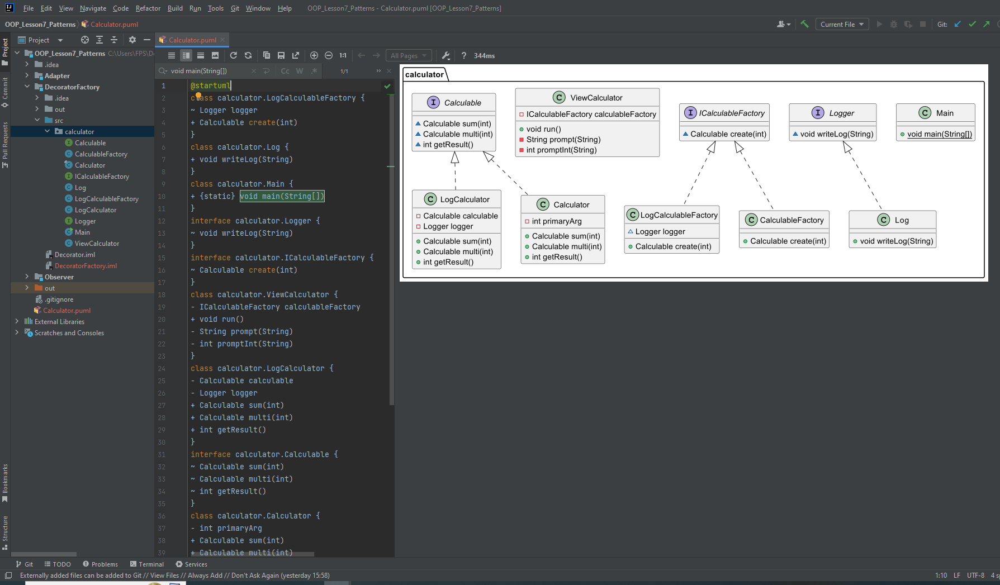 File Edit View Navigate Code Refactor Build Run Tools Git Window Help OOP_Lesson7_Patterns - Calculator.puml [OOP_Lesson7_Patterns]
OOP_Lesson7_Patterns Calculator.puml
Current File Git:
Project
Calculator.puml
OOP_Lesson7_Patterns C:\Users\FPS\De
.idea
Adapter
DecoratorFactory
.idea
out
src
calculator
Calculable
CalculableFactory
Calculator
ICalculableFactory
Log
LogCalculableFactory
LogCalculator
Logger
Main
ViewCalculator
Decorator.iml
DecoratorFactory.iml
Observer
out
.gitignore
Calculator.puml
External Libraries
Scratches and Consoles
Project
Commit
Pull Requests
Bookmarks
Structure
1:1 All Pages ? 344ms
void main(String[]) Cc W .* 1/1
1 @startuml
2 class calculator.LogCalculableFactory {
3 ~ Logger logger
4 + Calculable create(int)
5 }
6 class calculator.Log {
7 + void writeLog(String)
8 }
9 class calculator.Main {
10 + {static} void main(String[])
11 }
12 interface calculator.Logger {
13 ~ void writeLog(String)
14 }
15 interface calculator.ICalculableFactory {
16 ~ Calculable create(int)
17 }
18 class calculator.ViewCalculator {
19 - ICalculableFactory calculableFactory
20 + void run()
21 - String prompt(String)
22 - int promptInt(String)
23 }
24 class calculator.LogCalculator {
25 - Calculable calculable
26 - Logger logger
27 + Calculable sum(int)
28 + Calculable multi(int)
29 + int getResult()
30 }
31 interface calculator.Calculable {
32 ~ Calculable sum(int)
33 ~ Calculable multi(int)
34 ~ int getResult()
35 }
36 class calculator.Calculator {
37 - int primaryArg
38 + Calculable sum(int)
39 + Calculable multi(int)
calculator
I Calculable
Calculable sum(int)
Calculable multi(int)
int getResult()
C ViewCalculator
ICalculableFactory calculableFactory
void run()
String prompt(String)
int promptInt(String)
I ICalculableFactory
Calculable create(int)
I Logger
void writeLog(String)
C Main
void main(String[])
C LogCalculator
Calculable calculable
Logger logger
Calculable sum(int)
Calculable multi(int)
int getResult()
C Calculator
int primaryArg
Calculable sum(int)
Calculable multi(int)
int getResult()
C LogCalculableFactory
Logger logger
Calculable create(int)
C CalculableFactory
Calculable create(int)
C Log
void writeLog(String)
Git TODO Problems Terminal Services
Externally added files can be added to Git // View Files // Always Add // Don't Ask Again (yesterday 15:58) 1:10 LF UTF-8 4 sp